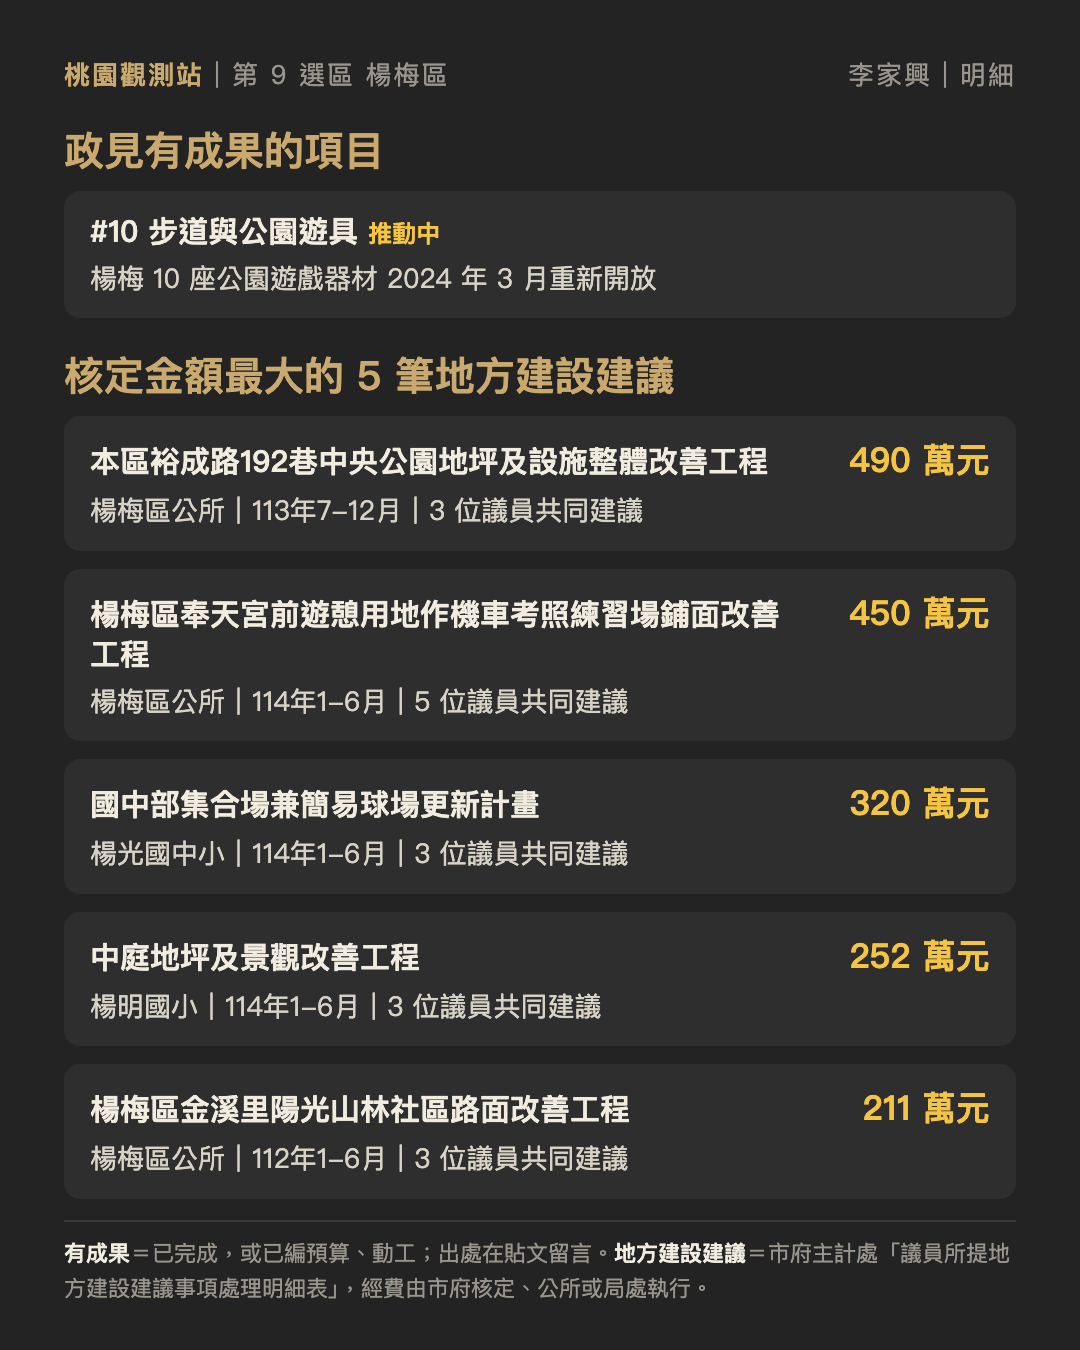 桃園觀測站｜第 9 選區 楊梅區
李家興｜明細
政見有成果的項目
#10 步道與公園遊具 推動中
楊梅 10 座公園遊戲器材 2024 年 3 月重新開放
核定金額最大的 5 筆地方建設建議
本區裕成路192巷中央公園地坪及設施整體改善工程
490 萬元
楊梅區公所｜113年7–12月｜3 位議員共同建議
楊梅區奉天宮前遊憩用地作機車考照練習場鋪面改善
工程
450 萬元
楊梅區公所｜114年1–6月｜5 位議員共同建議
國中部集合場兼簡易球場更新計畫
320 萬元
楊光國中小｜114年1–6月｜3 位議員共同建議
中庭地坪及景觀改善工程
252 萬元
楊明國小｜114年1–6月｜3 位議員共同建議
楊梅區金溪里陽光山林社區路面改善工程
211 萬元
楊梅區公所｜112年1–6月｜3 位議員共同建議
有成果＝已完成，或已編預算、動工；出處在貼文留言。地方建設建議＝市府主計處「議員所提地
方建設建議事項處理明細表」，經費由市府核定、公所或局處執行。